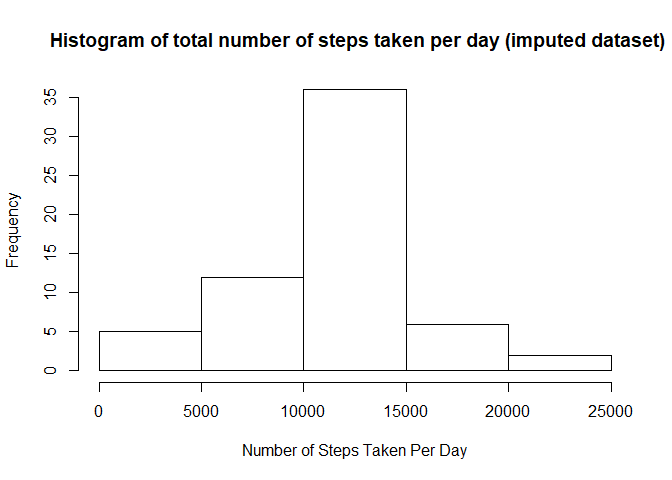 Histogram of total number of steps taken per day (imputed dataset)
Frequency
35
30
25
20
15
10
5
0
0 5000 10000 15000 20000 25000
Number of Steps Taken Per Day